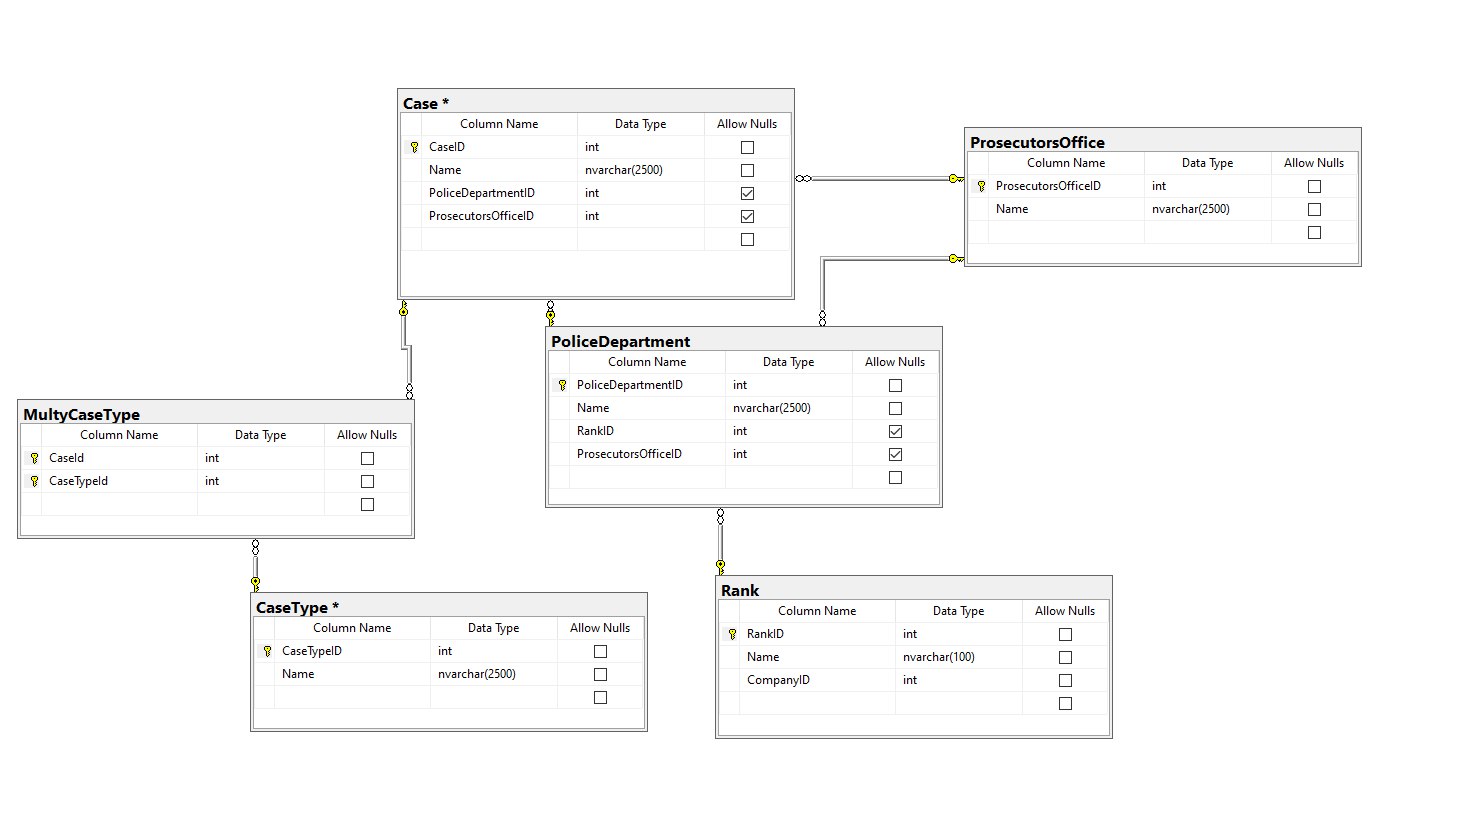 Case *
Column Name Data Type Allow Nulls
CaseID int
Name nvarchar(2500)
PoliceDepartmentID int
ProsecutorsOfficeID int
ProsecutorsOffice
Column Name Data Type Allow Nulls
ProsecutorsOfficeID int
Name nvarchar(2500)
PoliceDepartment
Column Name Data Type Allow Nulls
PoliceDepartmentID int
Name nvarchar(2500)
RankID int
ProsecutorsOfficeID int
MultyCaseType
Column Name Data Type Allow Nulls
CaseId int
CaseTypeId int
CaseType *
Column Name Data Type Allow Nulls
CaseTypeID int
Name nvarchar(2500)
Rank
Column Name Data Type Allow Nulls
RankID int
Name nvarchar(100)
CompanyID int